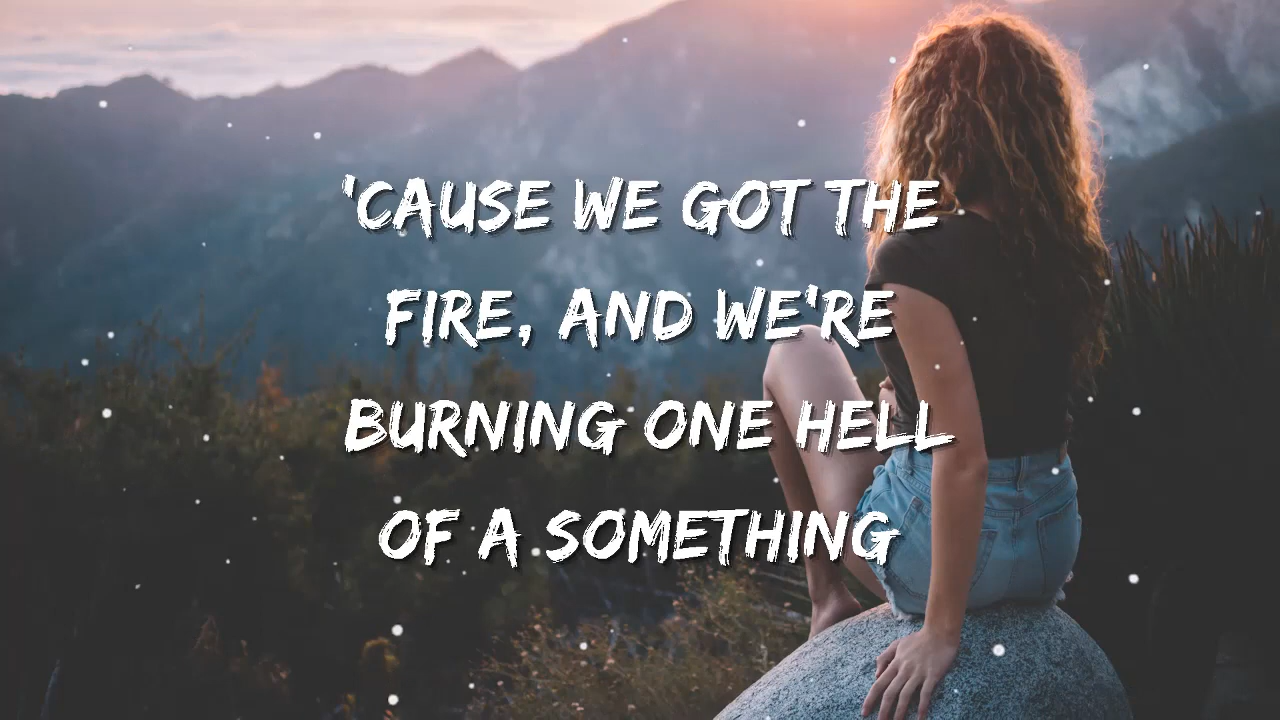 'CAUSE WE GOT THE
FIRE, AND WE'RE
BURNING ONE HELL
OF A SOMETHING